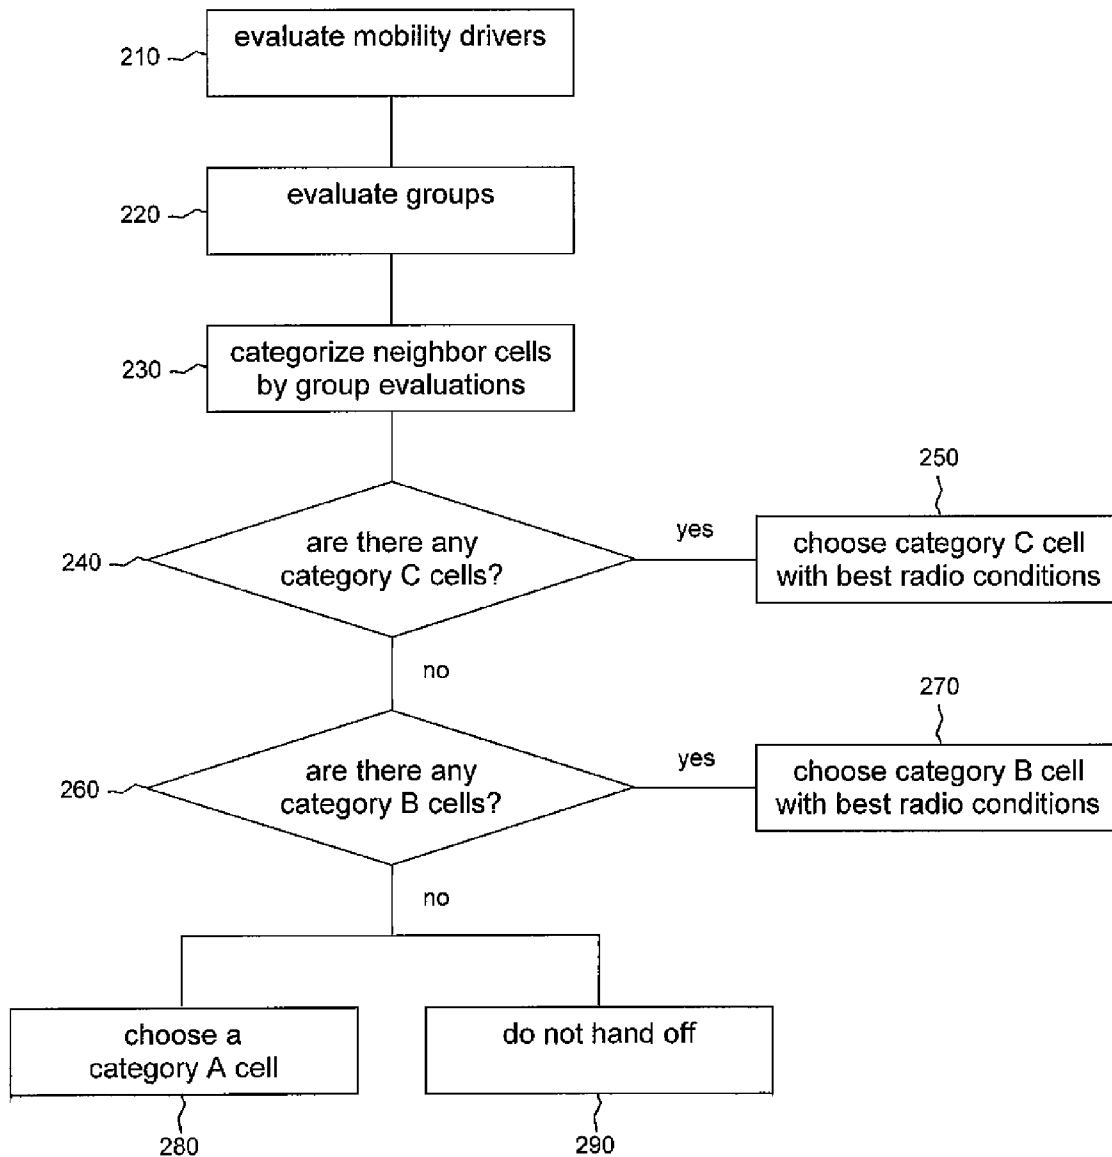 evaluate mobility drivers
210
evaluate groups
220
categorize neighbor cells
by group evaluations
230
250
are there any
category C cells?
240
yes
choose category C cell
with best radio conditions
no
270
are there any
category B cells?
260
yes
choose category B cell
with best radio conditions
no
choose a
category A cell
do not hand off
280
290